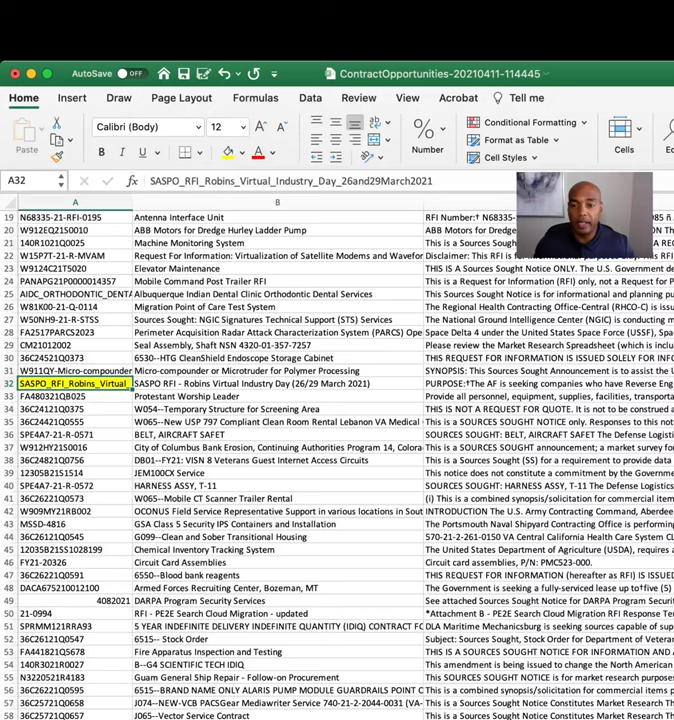 AutoSave OFF ContractOpportunities-20210411-114445
Home Insert Draw Page Layout Formulas Data Review View Acrobat Tell me
Paste Calibri (Body) 12 A A ab Number Conditional Formatting Cells
Format as Table
B I U A Cell Styles
A32 fx SASPO_RFI_Robins_Virtual_Industry_Day_26and29March2021
A B
19 N68335-21-RFI-0195 Antenna Interface Unit RFI Number:† N68335-
20 W912EQ21S0010 ABB Motors for Dredge Hurley Ladder Pump This is a Sources Sou
21 140R1021Q0025 Machine Monitoring System This is a Sources Sou
22 W15P7T-21-R-MVAM Request For Information: Virtualization of Satellite Modems and Wavefor Disclaimer: This RFI is
23 W9124C21T5020 Elevator Maintenance THIS IS A Sources Sought Notice ONLY. The U.S. Government de
24 PANAPG21P0000014357 Mobile Command Post Trailer RFI This is a Request for Information (RFI) only, not a Request for P
25 AIDC_ORTHODONTIC_DENTA Albuquerque Indian Dental Clinic Orthodontic Dental Services This Sources Sought Notice is for informational and planning pu
26 W81K00-21-Q-0114 Migration Point of Care Test System The Regional Health Contracting Office-Central (RHCO-C) is issui
27 W50NH9-21-R-STSS Sources Sought: NGIC Signatures Technical Support (STS) Services The National Ground Intelligence Center (NGIC) is conducting m
28 FA2517PARCS2023 Perimeter Acquisition Radar Attack Characterization System (PARCS) Ope Space Delta 4 under the United States Space Force (USSF), Spa
29 CM21012002 Seal Assembly, Shaft NSN 4320-01-357-7257 Please review the Market Research Spreadsheet (which is inclu
30 36C24521Q0373 6530--HTG CleanShield Endoscope Storage Cabinet THIS REQUEST FOR INFORMATION IS ISSUED SOLELY FOR INF
31 W911QY-Micro-compounder Micro-compounder or Microtruder for Polymer Processing SYNOPSIS: This Sources Sought Announcement is to assist the U
32 SASPO_RFI_Robins_Virtual_ SASPO RFI - Robins Virtual Industry Day (26/29 March 2021) PURPOSE:†The AF is seeking companies who have Reverse Eng
33 FA480321QB025 Protestant Worship Leader Provide all personnel, equipment, supplies, facilities, transporta
34 36C24121Q0375 W054--Temporary Structure for Screening Area THIS IS NOT A REQUEST FOR QUOTE. It is not to be construed a
35 36C24421Q0555 W065--New USP 797 Compliant Clean Room Rental Lebanon VA Medical THIS SOURCES SOUGHT NOTICE only. Responses to this not
36 SPE4A7-21-R-0571 BELT, AIRCRAFT SAFET SOURCES SOUGHT: BELT, AIRCRAFT SAFET The Defense Logisti
37 W912HY21S0016 City of Columbus Bank Erosion, Continuing Authorities Program 14, Colora This is a SOURCES SOUGHT announcement; a market survey fo
38 36C24821Q0756 DB01--FY21: VISN 8 Veterans Guest Internet Access Circuits This Sources Sought (SS) for a requirement to provide data
39 12305B21S1514 JEM100CX Service This notice does not constitute a commitment by the Governme
40 SPE4A7-21-R-0572 HARNESS ASSY, T-11 SOURCES SOUGHT: HARNESS ASSY, T-11 The Defense Logistics
41 36C26221Q0573 W065--Mobile CT Scanner Trailer Rental (i) This is a combined synopsis/solicitation for commercial items
42 W909MY21RB002 OCONUS Field Service Representative Support in various locations in Sout INTRODUCTION The U.S. Army Contracting Command, Aberdee
43 MSSD-4816 GSA Class 5 Security IPS Containers and Installation The Portsmouth Naval Shipyard Contracting Office is performing
44 36C26121Q0545 G099--Clean and Sober Transitional Housing 570-21-2-261-0150 VA Central California Health Care System CL
45 12035B21SS1028199 Chemical Inventory Tracking System The United States Department of Agriculture (USDA), requires a
46 FY21-20326 Circuit Card Assemblies Circuit card assemblies, P/N: PMC523-000.
47 36C26221Q0591 6550--Blood bank reagents THIS REQUEST FOR INFORMATION (hereafter as RFI) IS ISSUED
48 DACA675210012100 Armed Forces Recruiting Center, Bozeman, MT The Government is seeking a fully-serviced lease up to†five (5)
49 4082021 DARPA Program Security Services See attached Sources Sought Notice for DARPA Program Securit
50 21-0994 RFI - PE2E Search Cloud Migration - updated *Attachment B - PE2E Search Cloud Migration RFI Response Ter
51 SPRMM121RRA93 5 YEAR INDEFINITE DELIVERY INDEFINITE QUANTITY (IDIQ) CONTRACT FO DLA Maritime Mechanicsburg is seeking sources capable of sup
52 36C26121Q0547 6515-- Stock Order Subject: Sources Sought, Stock Order for Department of Vetera
53 FA441821Q5678 Fire Apparatus Inspection and Testing THIS SOURCES SOUGHT NOTICE IS FOR INFORMATION AND
54 140R3021R0027 B--G4 SCIENTIFIC TECH IDIQ This amendment is being issued to change the North American
55 N3220521R4183 Guam General Ship Repair - Follow-on Procurement THIS SOURCES SOUGHT NOTICE is for market research purposes
56 36C26221Q0595 6515--BRAND NAME ONLY ALARIS PUMP MODULE GUARDRAILS POINT C This is a combined synopsis/solicitation for commercial items
57 36C25721Q0658 J074--NEW-VCB PACSGear Mediawriter Service 740-21-2-2044-0031 (VA- This Sources Sought Notice Constitutes Market Research The G
58 36C25721Q0657 J065--Vector Service Contract This Sources Sought Notice Constitutes Market Research The G